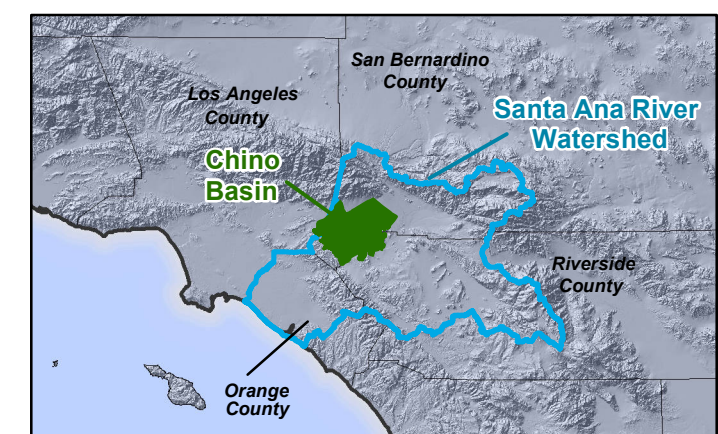 San Bernardino
County
Los Angeles
County
Santa Ana River
Watershed
Chino
Basin
Riverside
County
Orange
County